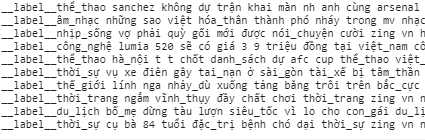 __label__thể_thao sanchez không dự trận khai màn nh anh cùng arsenal
__label__âm_nhạc những sao việt hóa_thân thành phó nháy trong mv nhạc
__label__nhịp_sống vợ phải quỳ gối mới được nói_chuyện cười zing vn h
__label__công_nghệ lumia 520 sẽ có giá 3 9 triệu đồng tại việt_nam cô
__label__thể_thao hà_nội t t chốt danh_sách dự afc cup thể_thao việt_
__label__thời_sự vụ xe điên gây tai_nạn ở sài_gòn tài_xế bị tâm_thần
__label__thế_giới lính nga nhảy_dù xuống tảng băng trôi trên bắc_cực
__label__thời_trang ngắm vĩnh_thụy đầy chất chơi thời_trang zing vn n
__label__du_lịch bố_mẹ dừng tàu lượn siêu_tốc vì lo cho con_gái du_lị
__label__thời_sự cụ bà 84 tuổi đặc_trị bệnh chó dại thời_sự zing vn n